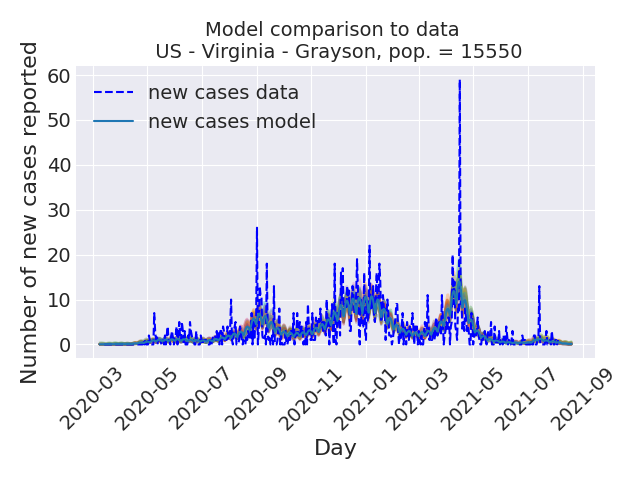 Model comparison to data
US - Virginia - Grayson, pop. = 15550
Number of new cases reported
60
50
40
30
20
10
0
new cases data
new cases model
2020-03
2020-05
2020-07
2020-09
2020-11
2021-01
2021-03
2021-05
2021-07
2021-09
Day